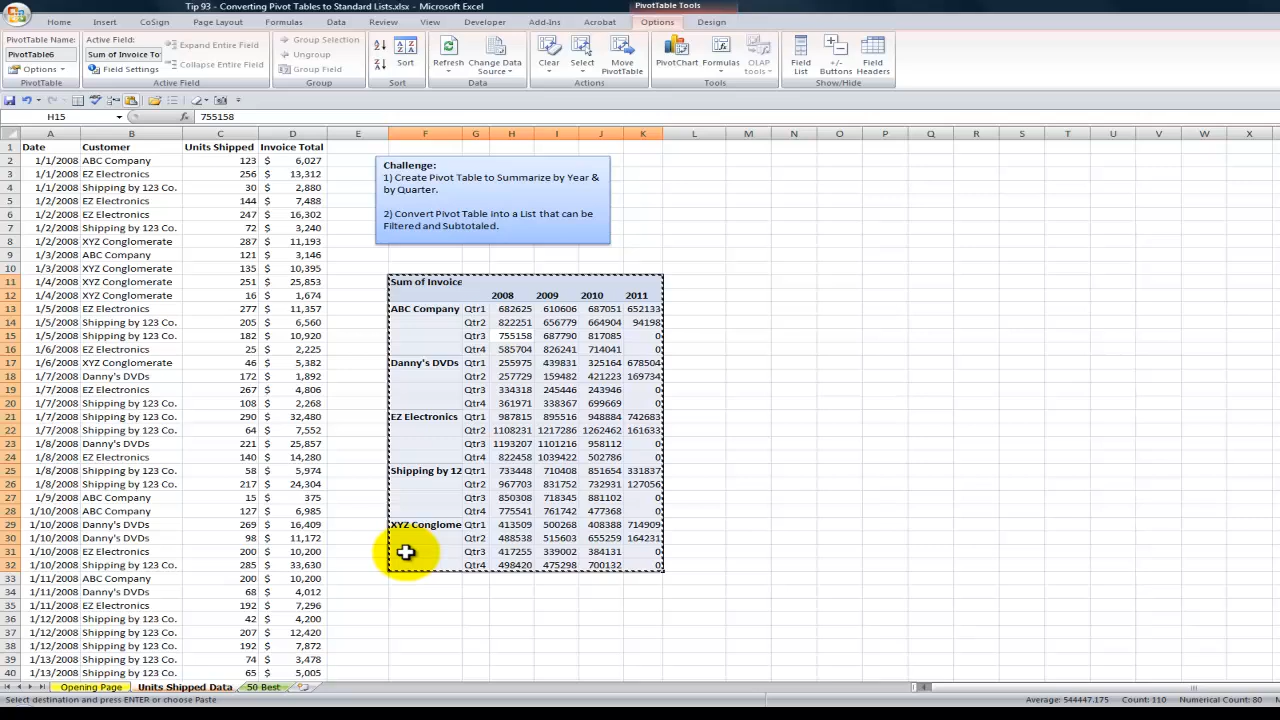 Tip 93 - Converting Pivot Tables to Standard Lists.xlsx - Microsoft Excel
PivotTable Tools
Home Insert CoSign Page Layout Formulas Data Review View Developer Add-Ins Acrobat Options Design
PivotTable Name:
PivotTable6
Options
PivotTable
Active Field:
Sum of Invoice To
Field Settings
Expand Entire Field
Collapse Entire Field
Active Field
Group Selection
Ungroup
Group Field
Group
Sort
Sort
Refresh
Change Data Source
Data
Clear
Select
Move PivotTable
Actions
PivotChart
Formulas
OLAP tools
Tools
Field List
+/- Buttons
Field Headers
Show/Hide
H15 fx 755158
A B C D E F G H I J K L M N O P Q R S T U V W X
1 Date Customer Units Shipped Invoice Total
2 1/1/2008 ABC Company 123 $ 6,027
3 1/1/2008 EZ Electronics 256 $ 13,312
4 1/1/2008 Shipping by 123 Co. 30 $ 2,880
5 1/2/2008 EZ Electronics 144 $ 7,488
6 1/2/2008 EZ Electronics 247 $ 16,302
7 1/2/2008 Shipping by 123 Co. 72 $ 3,240
8 1/2/2008 XYZ Conglomerate 287 $ 11,193
9 1/3/2008 ABC Company 121 $ 3,146
10 1/3/2008 XYZ Conglomerate 135 $ 10,395
11 1/4/2008 XYZ Conglomerate 251 $ 25,853
12 1/4/2008 XYZ Conglomerate 16 $ 1,674
13 1/5/2008 EZ Electronics 277 $ 11,357
14 1/5/2008 Shipping by 123 Co. 205 $ 6,560
15 1/5/2008 Shipping by 123 Co. 182 $ 10,920
16 1/6/2008 EZ Electronics 25 $ 2,225
17 1/6/2008 XYZ Conglomerate 46 $ 5,382
18 1/7/2008 Danny's DVDs 172 $ 1,892
19 1/7/2008 EZ Electronics 267 $ 4,806
20 1/7/2008 Shipping by 123 Co. 108 $ 2,268
21 1/7/2008 Shipping by 123 Co. 290 $ 32,480
22 1/7/2008 Shipping by 123 Co. 64 $ 7,552
23 1/8/2008 Danny's DVDs 221 $ 25,857
24 1/8/2008 EZ Electronics 140 $ 14,280
25 1/8/2008 Shipping by 123 Co. 58 $ 5,974
26 1/8/2008 Shipping by 123 Co. 217 $ 24,304
27 1/9/2008 ABC Company 15 $ 375
28 1/10/2008 ABC Company 127 $ 6,985
29 1/10/2008 Danny's DVDs 269 $ 16,409
30 1/10/2008 Danny's DVDs 98 $ 11,172
31 1/10/2008 EZ Electronics 200 $ 10,200
32 1/10/2008 Shipping by 123 Co. 285 $ 33,630
33 1/11/2008 ABC Company 200 $ 10,200
34 1/11/2008 Danny's DVDs 68 $ 4,012
35 1/11/2008 EZ Electronics 192 $ 7,296
36 1/12/2008 Shipping by 123 Co. 42 $ 4,200
37 1/12/2008 Shipping by 123 Co. 207 $ 12,420
38 1/12/2008 Shipping by 123 Co. 192 $ 7,872
39 1/13/2008 Shipping by 123 Co. 74 $ 3,478
40 1/13/2008 Shipping by 123 Co. 65 $ 5,005
Challenge:
1) Create Pivot Table to Summarize by Year &
by Quarter.
2) Convert Pivot Table into a List that can be
Filtered and Subtotaled.
Sum of Invoice
2008 2009 2010 2011
ABC Company Qtr1 682625 610606 687051 652133
Qtr2 822251 656779 664904 94198
Qtr3 755158 687790 817085 0
Qtr4 585704 826241 714041 0
Danny's DVDs Qtr1 255975 439831 325164 678504
Qtr2 257729 159482 421223 169734
Qtr3 334318 245446 243946 0
Qtr4 361971 338367 699669 0
EZ Electronics Qtr1 987815 895516 948884 742683
Qtr2 1108231 1217286 1262462 161633
Qtr3 1193207 1101216 958112 0
Qtr4 822458 1039422 502786 0
Shipping by 12 Qtr1 733448 710408 851654 331837
Qtr2 967703 831752 732931 127056
Qtr3 850308 718345 881102 0
Qtr4 775541 761742 477368 0
XYZ Conglome Qtr1 413509 500268 408388 714909
Qtr2 488538 515603 655259 164231
Qtr3 417255 339002 384131 0
Qtr4 498420 475298 700132 0
Opening Page Units Shipped Data 50 Best
Select destination and press ENTER or choose Paste Average: 544447.175 Count: 110 Numerical Count: 80